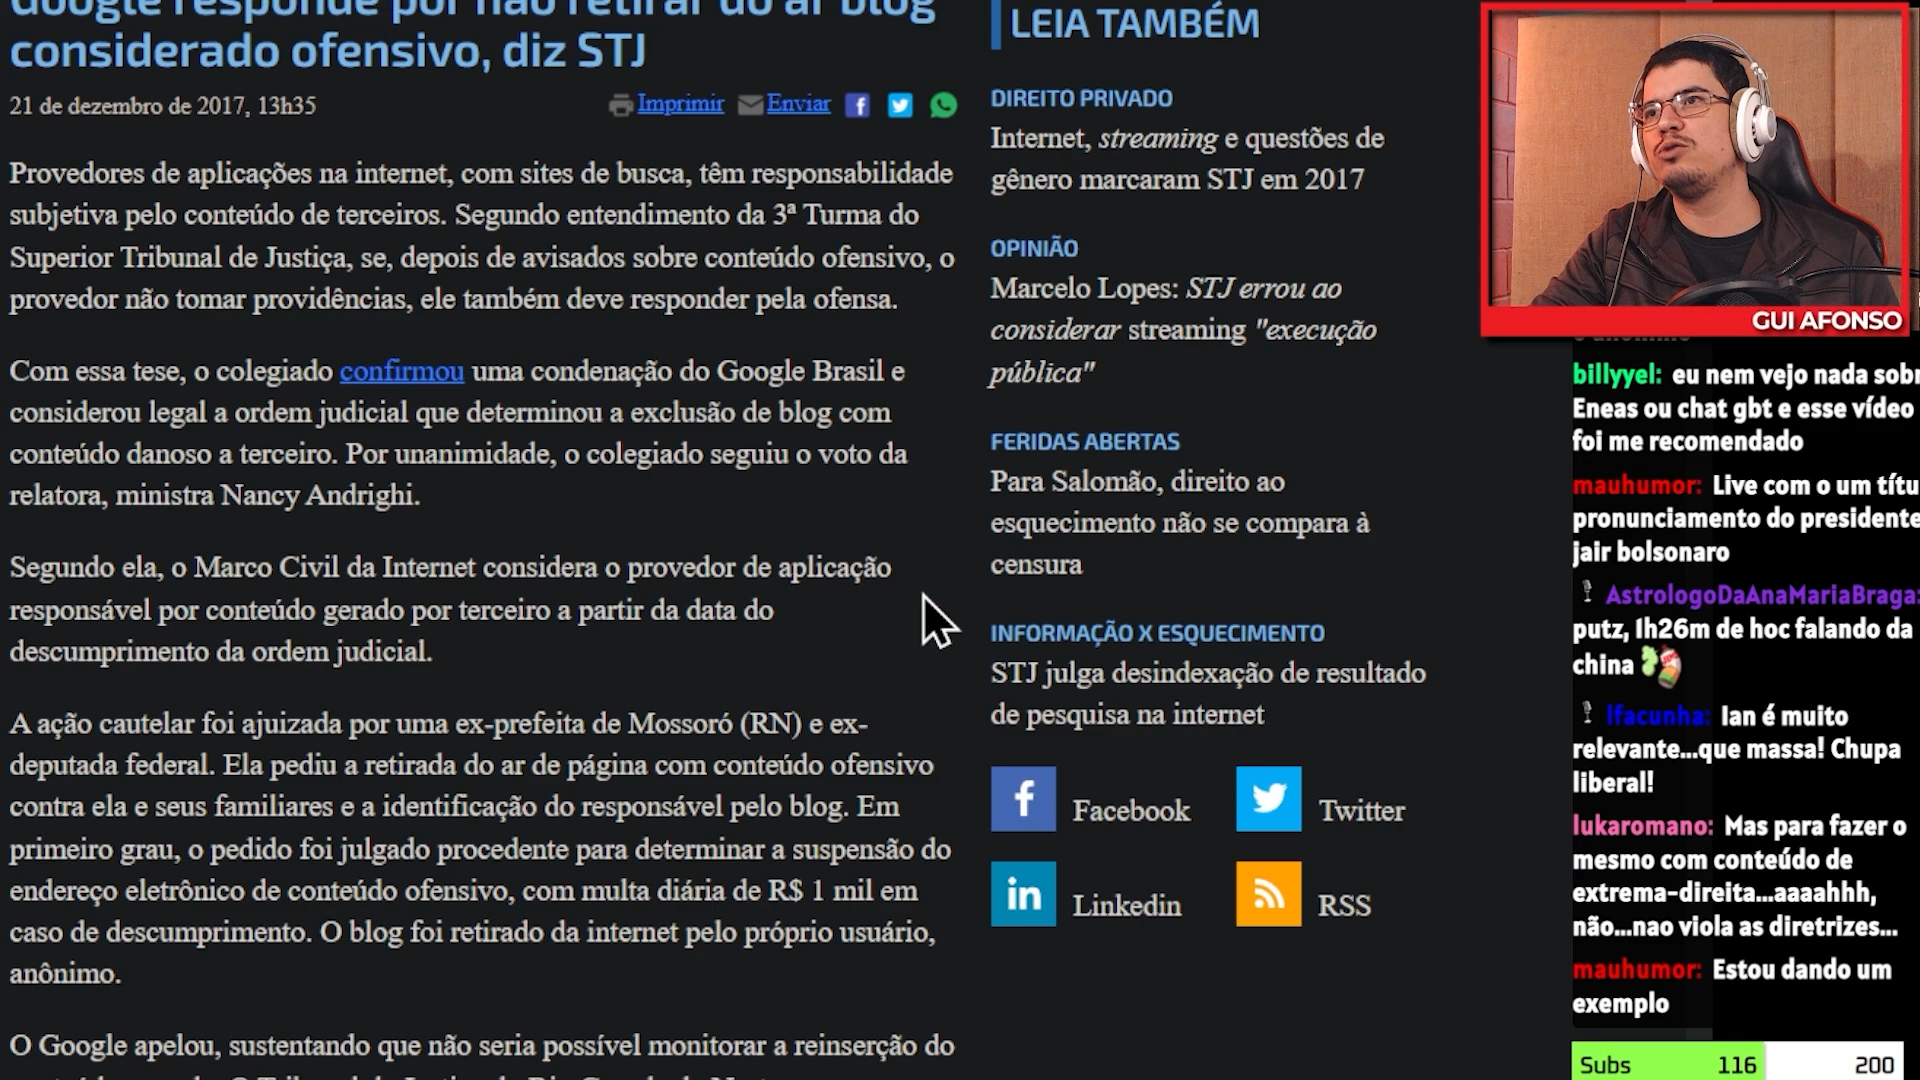 Google responde por não retirar do ar blog
considerado ofensivo, diz STJ
21 de dezembro de 2017, 13h35
Imprimir Enviar
Provedores de aplicações na internet, com sites de busca, têm responsabilidade
subjetiva pelo conteúdo de terceiros. Segundo entendimento da 3ª Turma do
Superior Tribunal de Justiça, se, depois de avisados sobre conteúdo ofensivo, o
provedor não tomar providências, ele também deve responder pela ofensa.
Com essa tese, o colegiado confirmou uma condenação do Google Brasil e
considerou legal a ordem judicial que determinou a exclusão de blog com
conteúdo danoso a terceiro. Por unanimidade, o colegiado seguiu o voto da
relatora, ministra Nancy Andrighi.
Segundo ela, o Marco Civil da Internet considera o provedor de aplicação
responsável por conteúdo gerado por terceiro a partir da data do
descumprimento da ordem judicial.
A ação cautelar foi ajuizada por uma ex-prefeita de Mossoró (RN) e ex-
deputada federal. Ela pediu a retirada do ar de página com conteúdo ofensivo
contra ela e seus familiares e a identificação do responsável pelo blog. Em
primeiro grau, o pedido foi julgado procedente para determinar a suspensão do
endereço eletrônico de conteúdo ofensivo, com multa diária de R$ 1 mil em
caso de descumprimento. O blog foi retirado da internet pelo próprio usuário,
anônimo.
O Google apelou, sustentando que não seria possível monitorar a reinserção do
LEIA TAMBÉM
DIREITO PRIVADO
Internet, streaming e questões de
gênero marcaram STJ em 2017
OPINIÃO
Marcelo Lopes: STJ errou ao
considerar streaming "execução
pública"
FERIDAS ABERTAS
Para Salomão, direito ao
esquecimento não se compara à
censura
INFORMAÇÃO X ESQUECIMENTO
STJ julga desindexação de resultado
de pesquisa na internet
Facebook Twitter
Linkedin RSS
GUI AFONSO
billyyel: eu nem vejo nada sobr
Eneas ou chat gbt e esse vídeo
foi me recomendado
mauhumor: Live com o um títu
pronunciamento do presidente
jair bolsonaro
AstrologoDaAnaMariaBraga:
putz, 1h26m de hoc falando da
china
lfacunha: Ian é muito
relevante...que massa! Chupa
liberal!
lukaromano: Mas para fazer o
mesmo com conteúdo de
extrema-direita...aaaahhh,
não...nao viola as diretrizes...
mauhumor: Estou dando um
exemplo
Subs 116 200